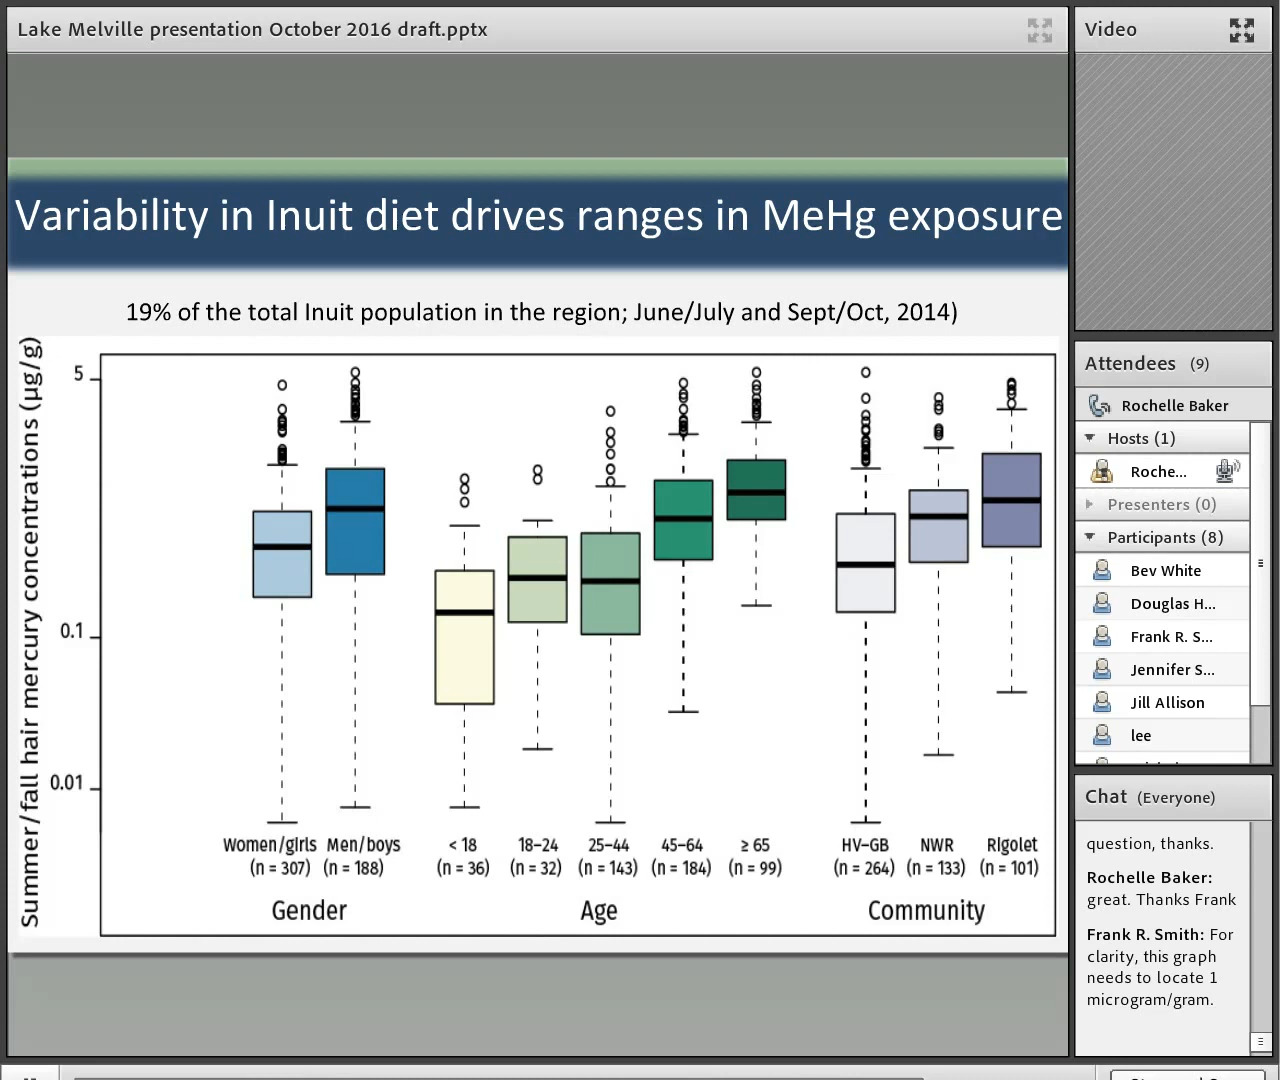 Lake Melville presentation October 2016 draft.pptx
Variability in Inuit diet drives ranges in MeHg exposure
19% of the total Inuit population in the region; June/July and Sept/Oct, 2014)
Summer/fall hair mercury concentrations (µg/g)
5
0.1
0.01
Women/girls Men/boys < 18 18–24 25–44 45–64 ≥ 65 HV–GB NWR Rigolet
(n = 307) (n = 188) (n = 36) (n = 32) (n = 143) (n = 184) (n = 99) (n = 264) (n = 133) (n = 101)
Gender Age Community
Video
Attendees (9)
Rochelle Baker
Hosts (1)
Roche...
Presenters (0)
Participants (8)
Bev White
Douglas H...
Frank R. S...
Jennifer S...
Jill Allison
lee
Chat (Everyone)
question, thanks.
Rochelle Baker:
great. Thanks Frank
Frank R. Smith: For
clarity, this graph
needs to locate 1
microgram/gram.